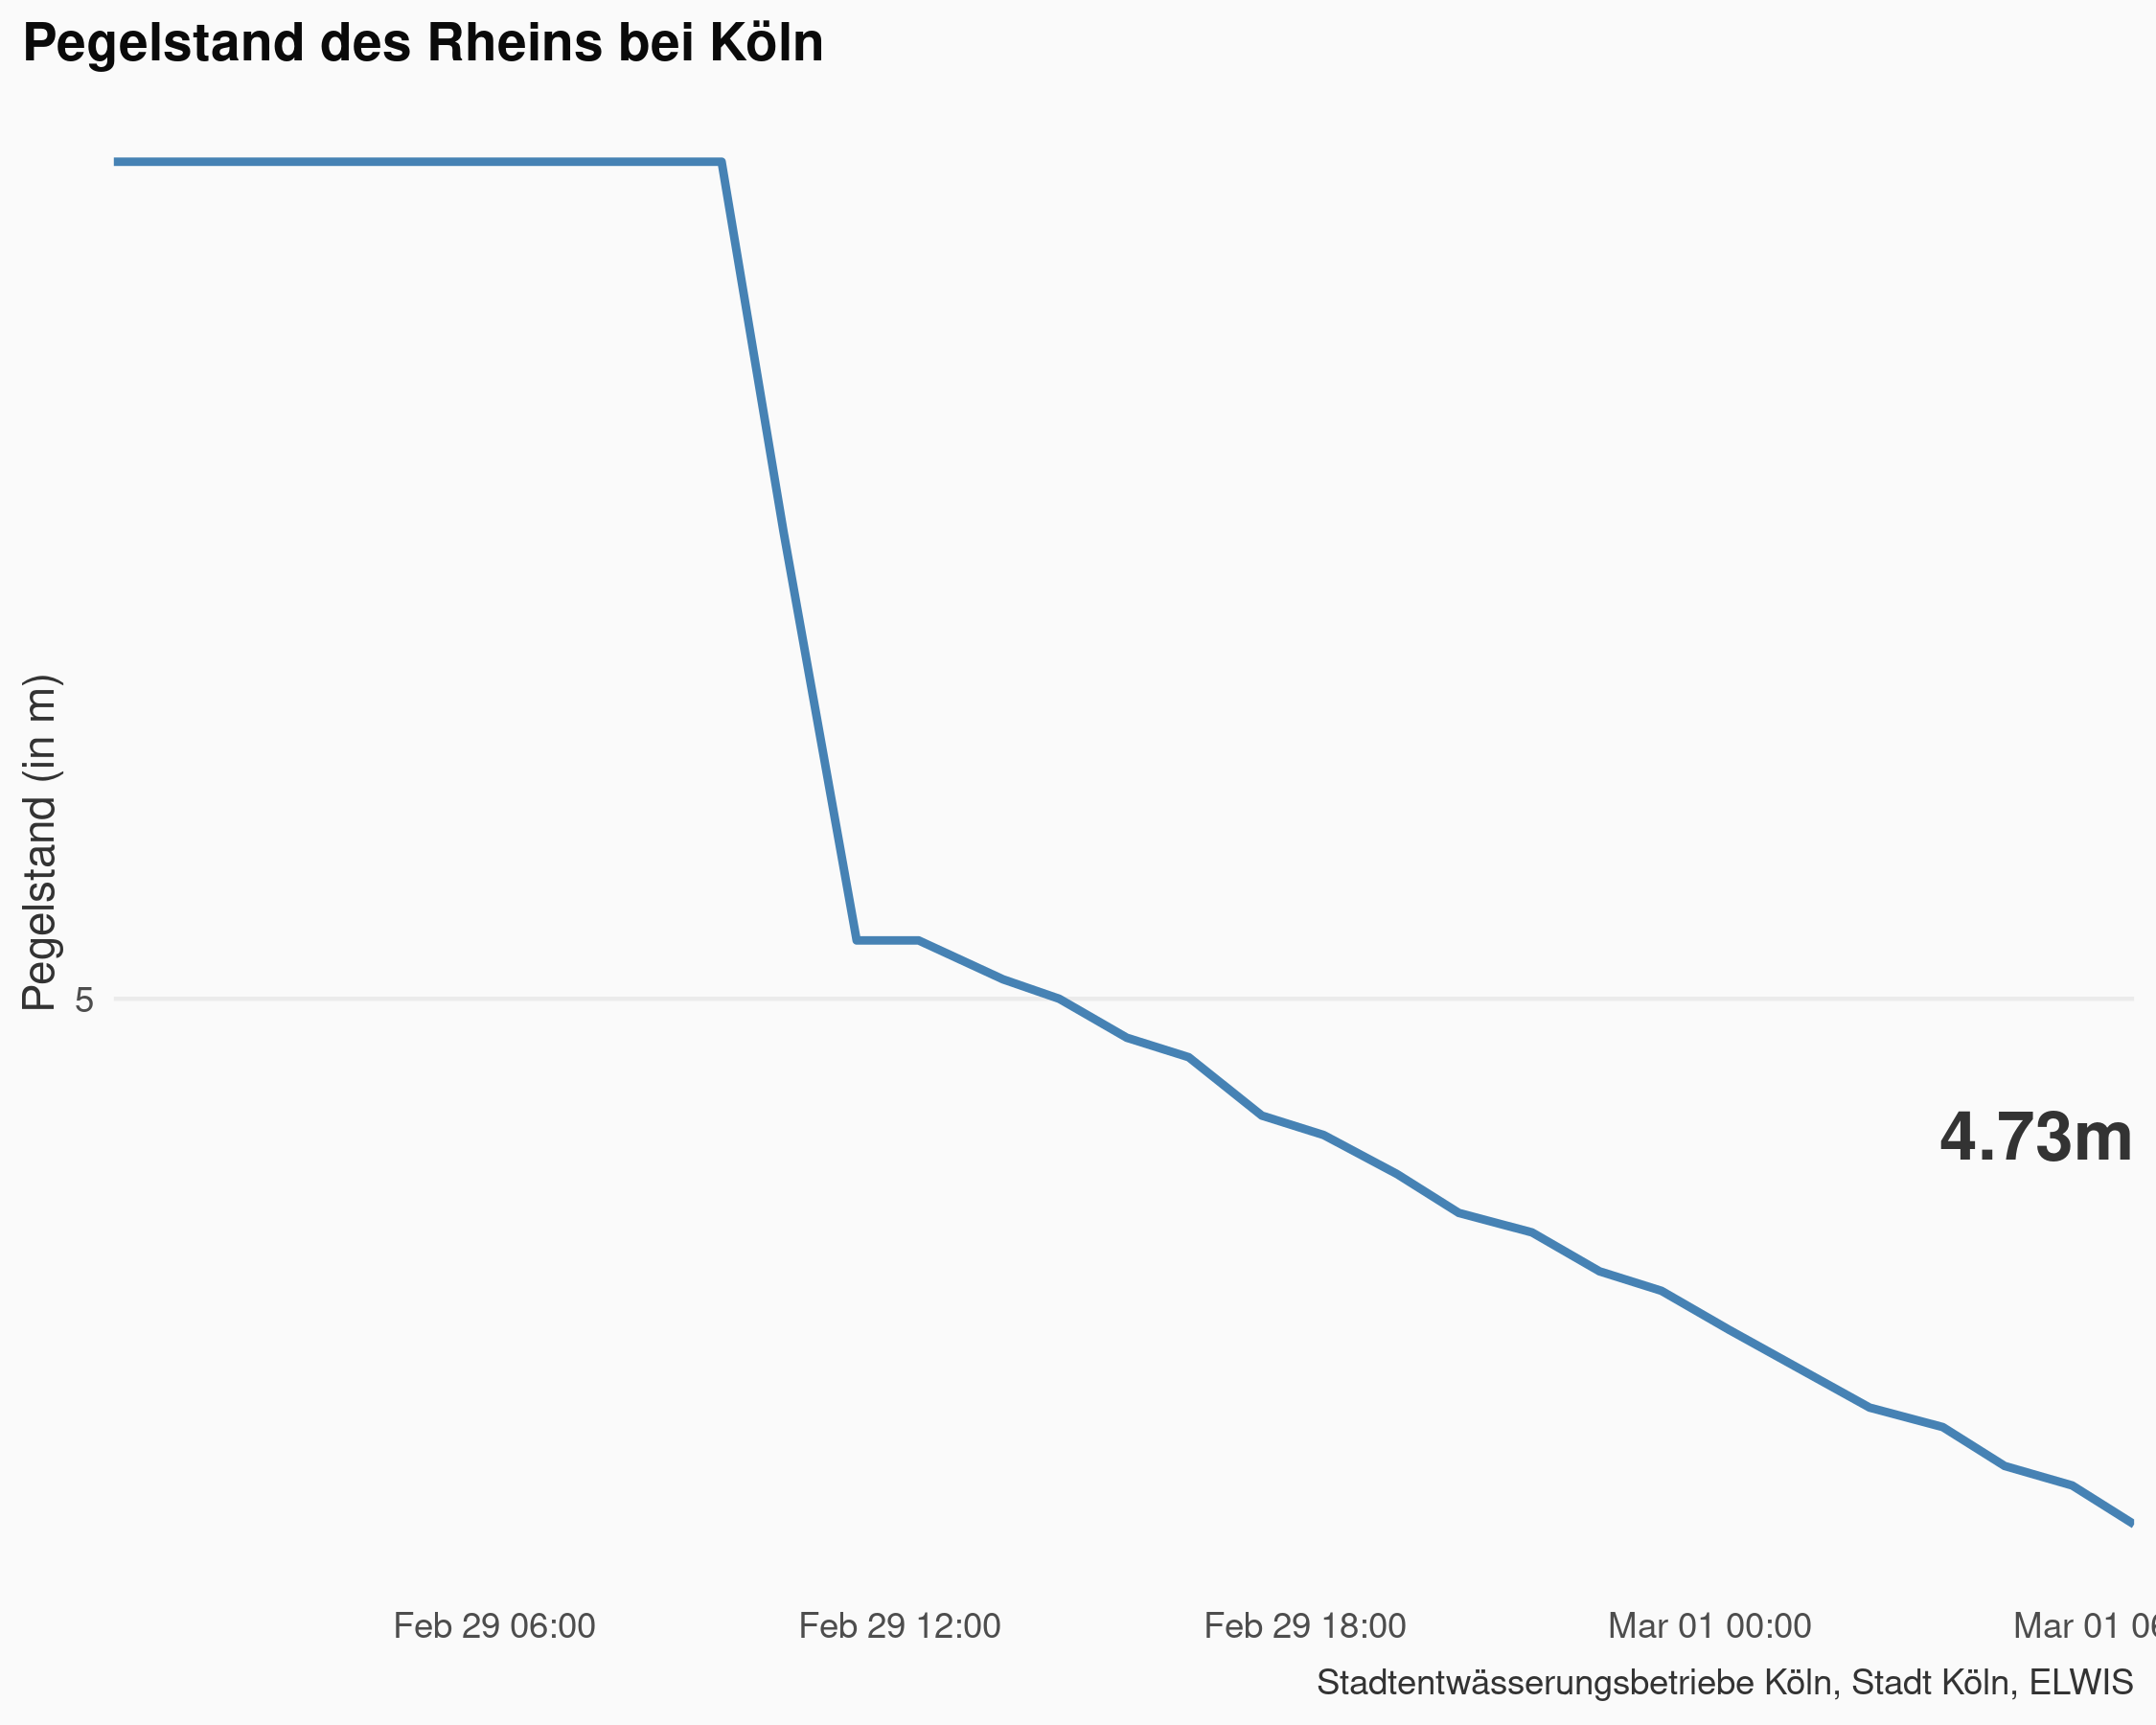 Pegelstand des Rheins bei Köln
Pegelstand (in m)
5
4.73m
Feb 29 06:00
Feb 29 12:00
Feb 29 18:00
Mar 01 00:00
Mar 01 0
Stadtentwässerungsbetriebe Köln, Stadt Köln, ELWIS